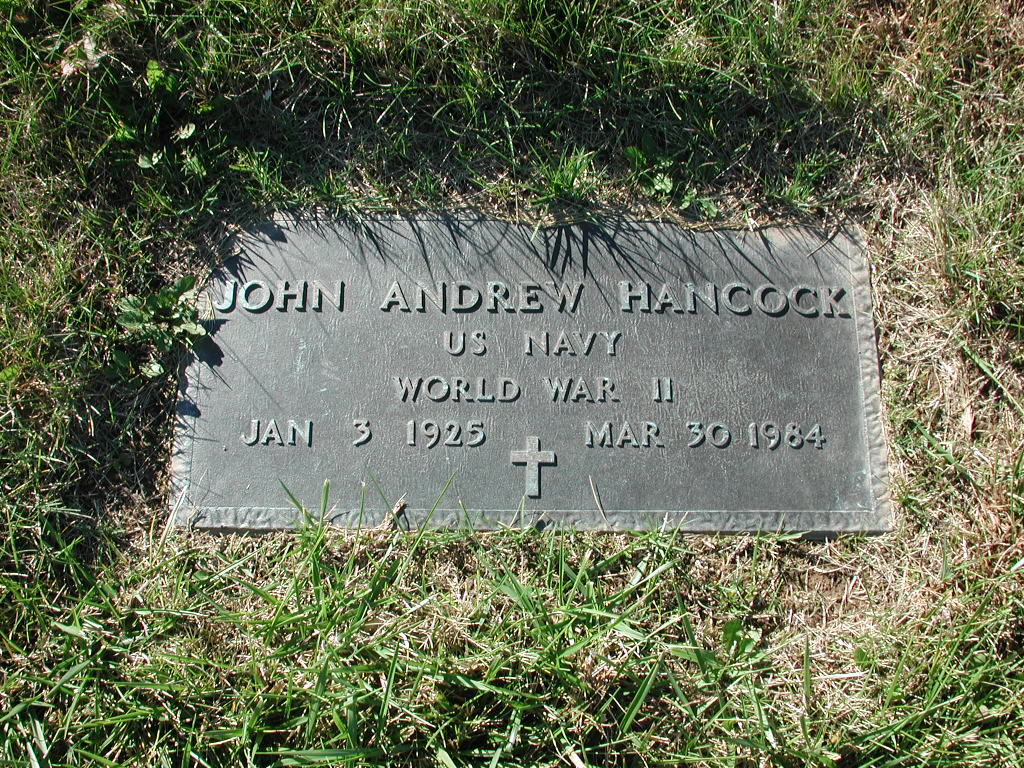 JOHN ANDREW HANCOCK
US NAVY
WORLD WAR II
JAN 3 1925 MAR 30 1984